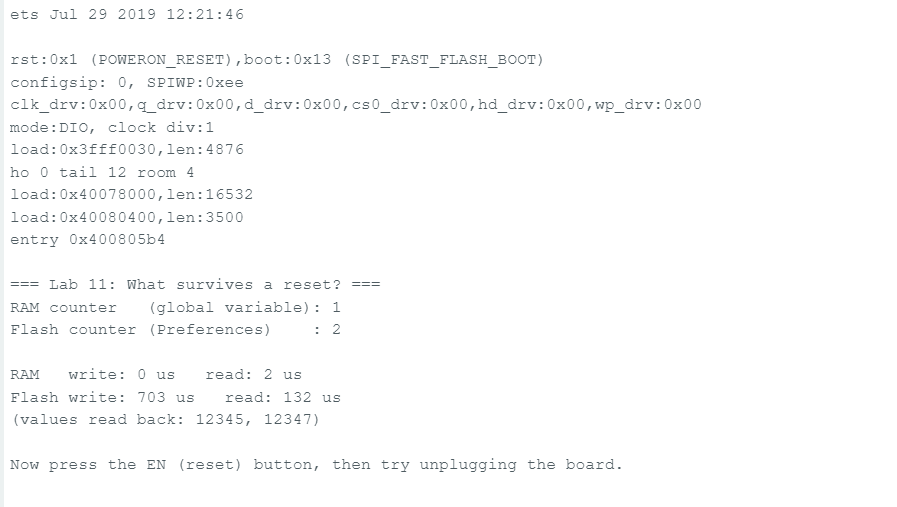 ets Jul 29 2019 12:21:46
rst:0x1 (POWERON_RESET),boot:0x13 (SPI_FAST_FLASH_BOOT)
configsip: 0, SPIWP:0xee
clk_drv:0x00,q_drv:0x00,d_drv:0x00,cs0_drv:0x00,hd_drv:0x00,wp_drv:0x00
mode:DIO, clock div:1
load:0x3fff0030,len:4876
ho 0 tail 12 room 4
load:0x40078000,len:16532
load:0x40080400,len:3500
entry 0x400805b4
=== Lab 11: What survives a reset? ===
RAM counter   (global variable): 1
Flash counter (Preferences)    : 2
RAM   write: 0 us   read: 2 us
Flash write: 703 us   read: 132 us
(values read back: 12345, 12347)
Now press the EN (reset) button, then try unplugging the board.